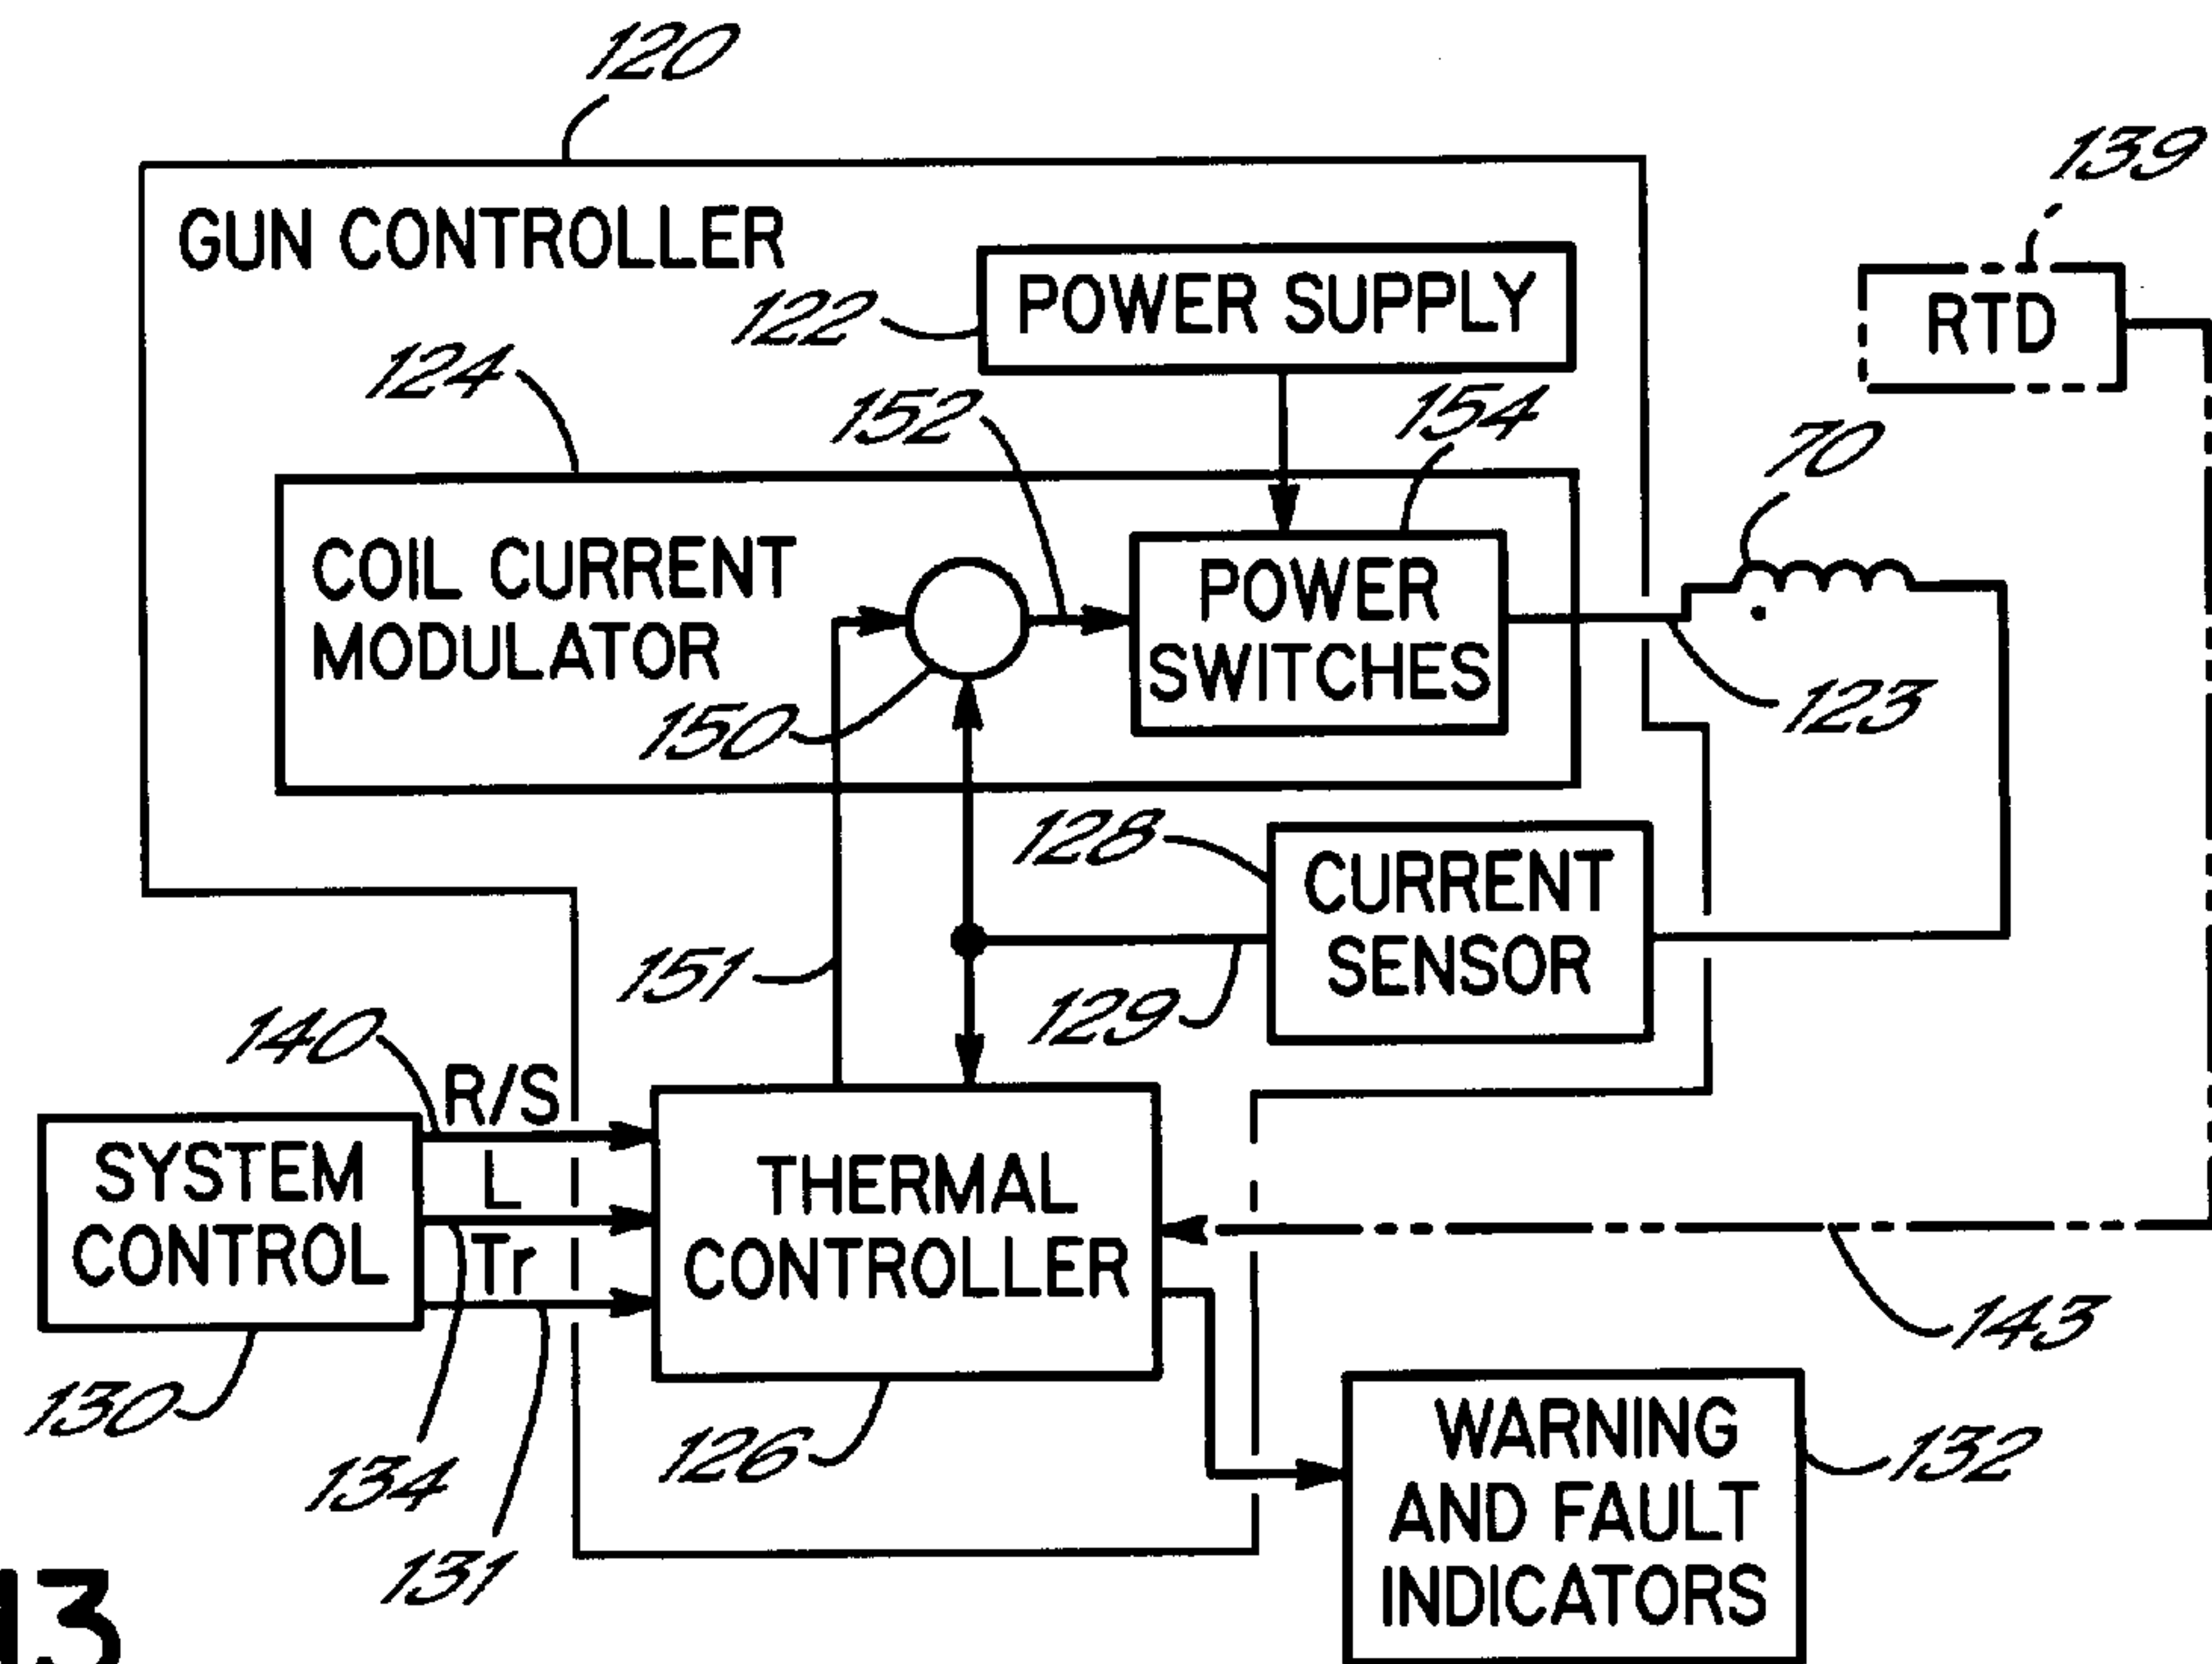 120
139
GUN CONTROLLER
122
POWER SUPPLY
RTD
124
152
154
70
COIL CURRENT
MODULATOR
POWER
SWITCHES
150
123
128
CURRENT
SENSOR
151
129
140
R/S
L
Tr
SYSTEM
CONTROL
THERMAL
CONTROLLER
143
130
134
131
126
WARNING
AND FAULT
INDICATORS
132
13